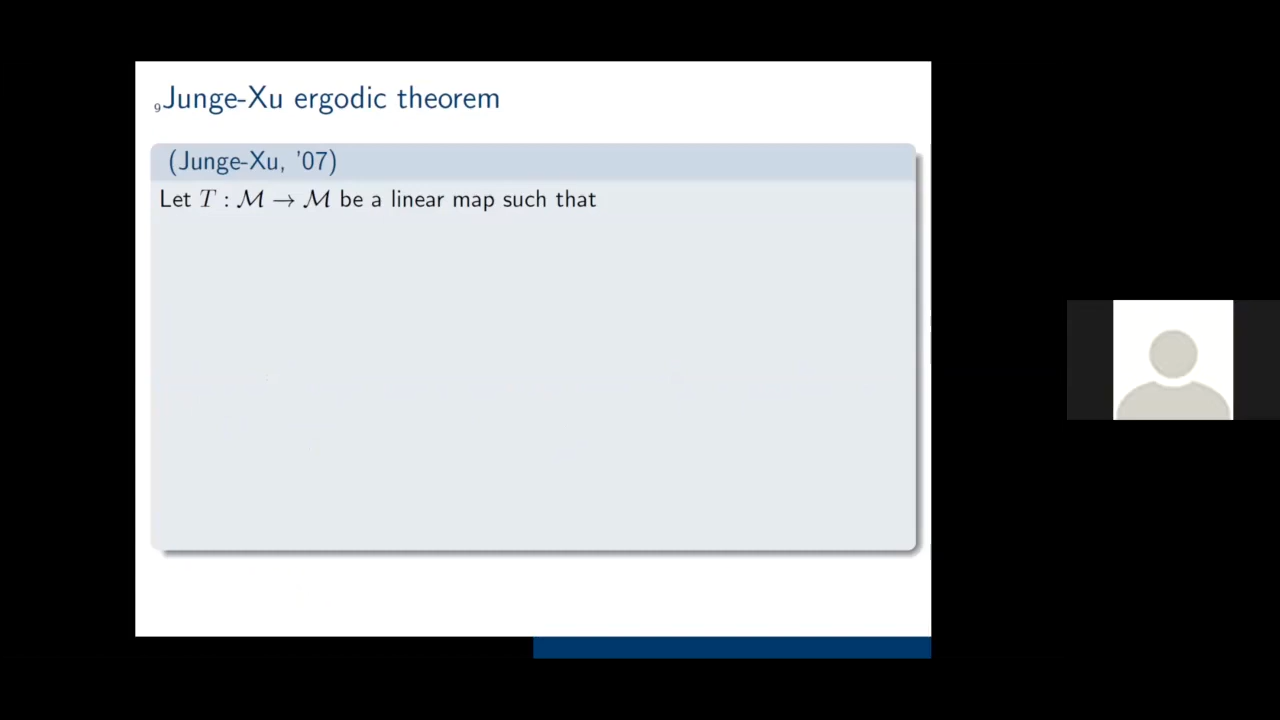 9 Junge-Xu ergodic theorem
(Junge-Xu, '07)
Let T : ℳ → ℳ be a linear map such that